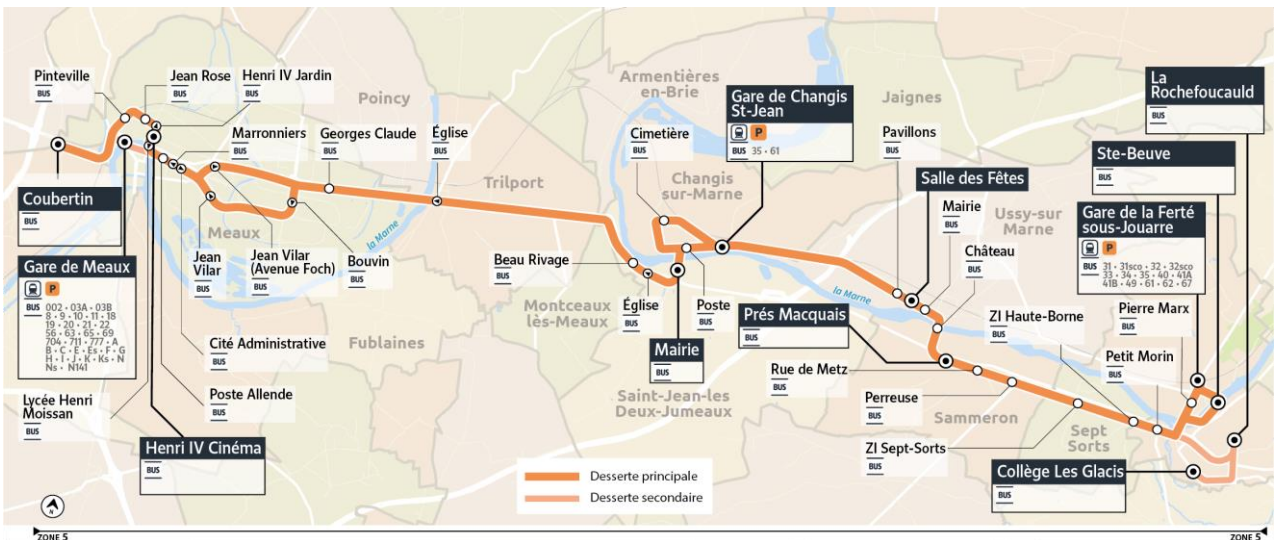 Pinteville
BUS
Jean Rose
BUS
Henri IV Jardin
BUS
Poincy
Marronniers
BUS
Georges Claude
BUS
Église
BUS
Trilport
Armentières
en-Brie
Cimetière
BUS
Changis
sur-Marne
Gare de Changis
St-Jean
P
BUS 35 • 61
Jaignes
Pavillons
BUS
Salle des Fêtes
BUS
Mairie
BUS
Ussy-sur
Marne
Château
BUS
La
Rochefoucauld
BUS
Ste-Beuve
BUS
Gare de la Ferté
sous-Jouarre
P
BUS 31 • 31sco • 32 • 32sco
33 • 34 • 35 • 40 • 41A
41B • 49 • 61 • 62 • 67
Pierre Marx
BUS
Petit Morin
BUS
ZI Haute-Borne
BUS
Coubertin
BUS
Gare de Meaux
P
BUS 002 • 03A • 03B
8 • 9 • 10 • 11 • 18
19 • 20 • 21 • 22
56 • 63 • 65 • 69
704 • 711 • 777 • A
B • C • E • Es • F • G
H • I • J • K • Ks • N
Ns • N141
Lycée Henri
Moissan
BUS
Henri IV Cinéma
BUS
Poste Allende
BUS
Cité Administrative
BUS
Meaux
Jean
Vilar
BUS
Jean Vilar
(Avenue Foch)
BUS
Bouvin
BUS
la Marne
Fublaines
Beau Rivage
BUS
Montceaux
lès-Meaux
Église
BUS
Mairie
BUS
Poste
BUS
Saint-Jean-les
Deux-Jumeaux
la Marne
Prés Macquais
BUS
Rue de Metz
BUS
Perreuse
BUS
Sammeron
ZI Sept-Sorts
BUS
Sept
Sorts
Collège Les Glacis
BUS
Desserte principale
Desserte secondaire
N
ZONE 5
ZONE 5